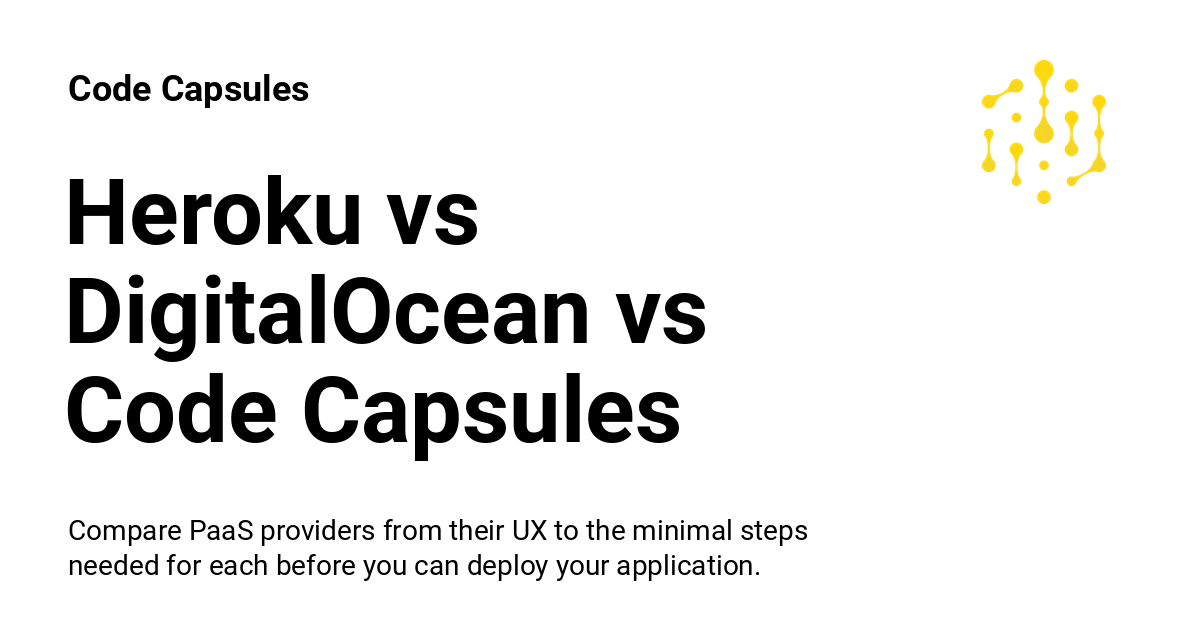 Code Capsules
Heroku vs
DigitalOcean vs
Code Capsules
Compare PaaS providers from their UX to the minimal steps
needed for each before you can deploy your application.